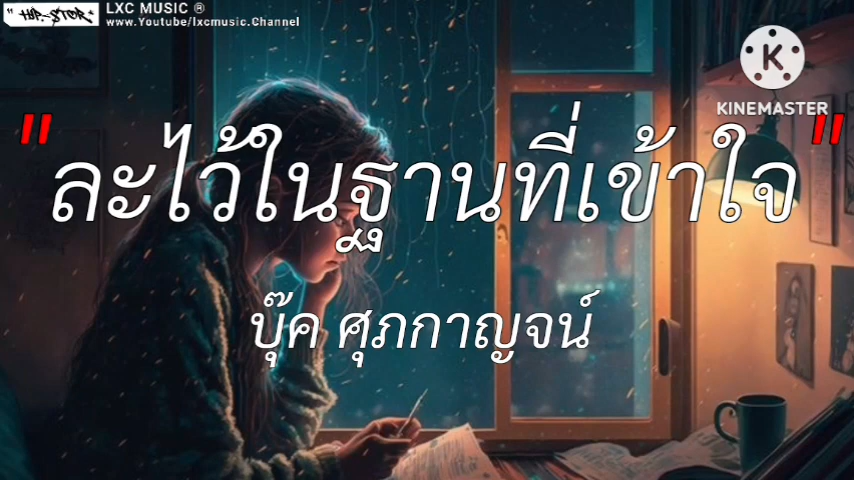 "HIP-STOR"
LXC MUSIC ®
www.Youtube/lxcmusic.Channel
KINEMASTER
"ละไว้ในฐานที่เข้าใจ"
บุ๊ค ศุภกาญจน์